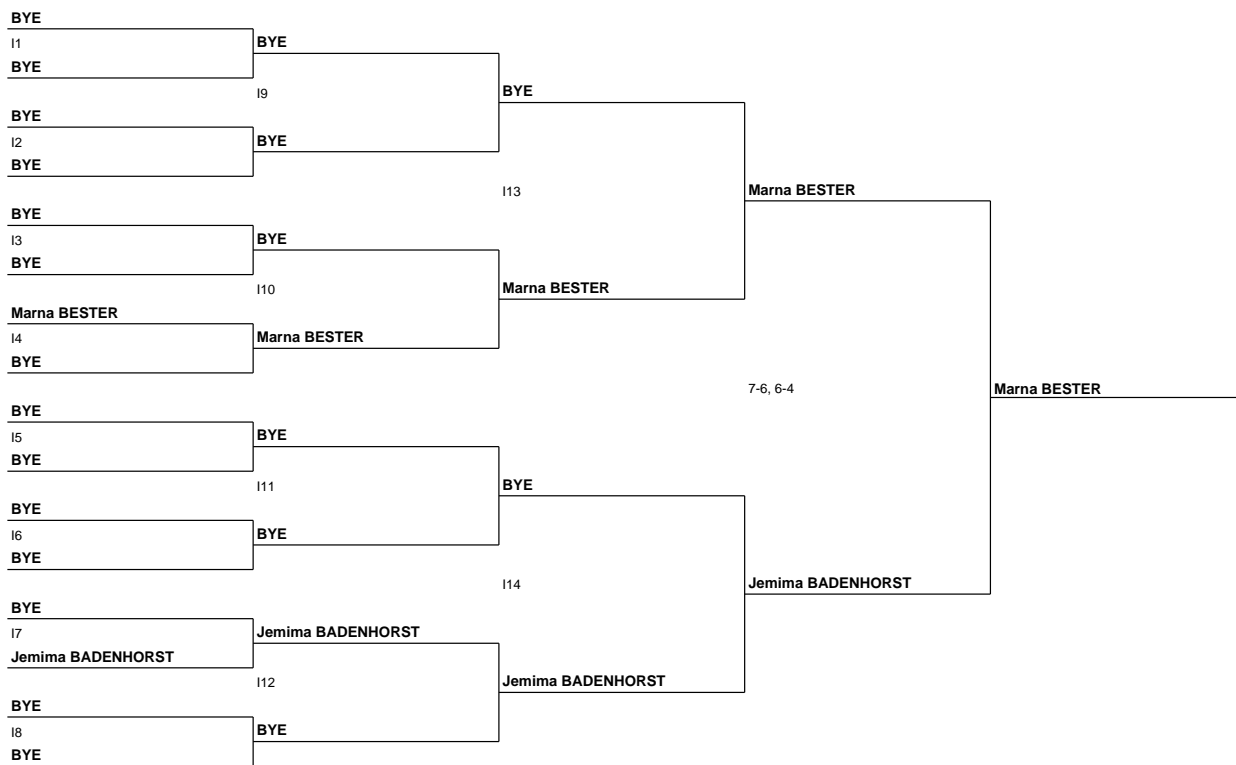 BYE
I1
BYE
BYE
I9
BYE
BYE
I2
BYE
BYE
I13
Marna BESTER
BYE
I3
BYE
BYE
I10
Marna BESTER
Marna BESTER
I4
Marna BESTER
BYE
7-6, 6-4
Marna BESTER
BYE
I5
BYE
BYE
I11
BYE
BYE
I6
BYE
BYE
I14
Jemima BADENHORST
BYE
I7
Jemima BADENHORST
Jemima BADENHORST
I12
Jemima BADENHORST
BYE
I8
BYE
BYE